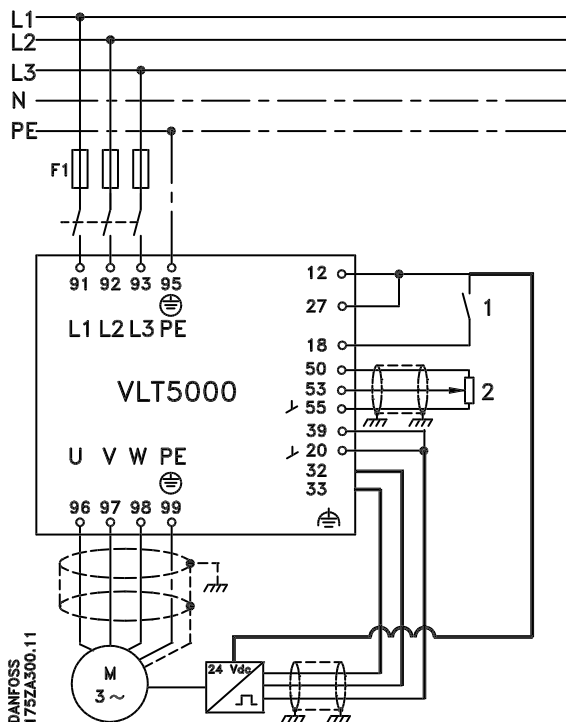 L1
L2
L3
N
PE
F1
91 92 93 95
L1 L2 L3 PE
VLT5000
U V W PE
96 97 98 99
12
27
18
50
53
55
39
20
32
33
1
2
M
3~
24 Vdc
DANFOSS
175ZA300.11